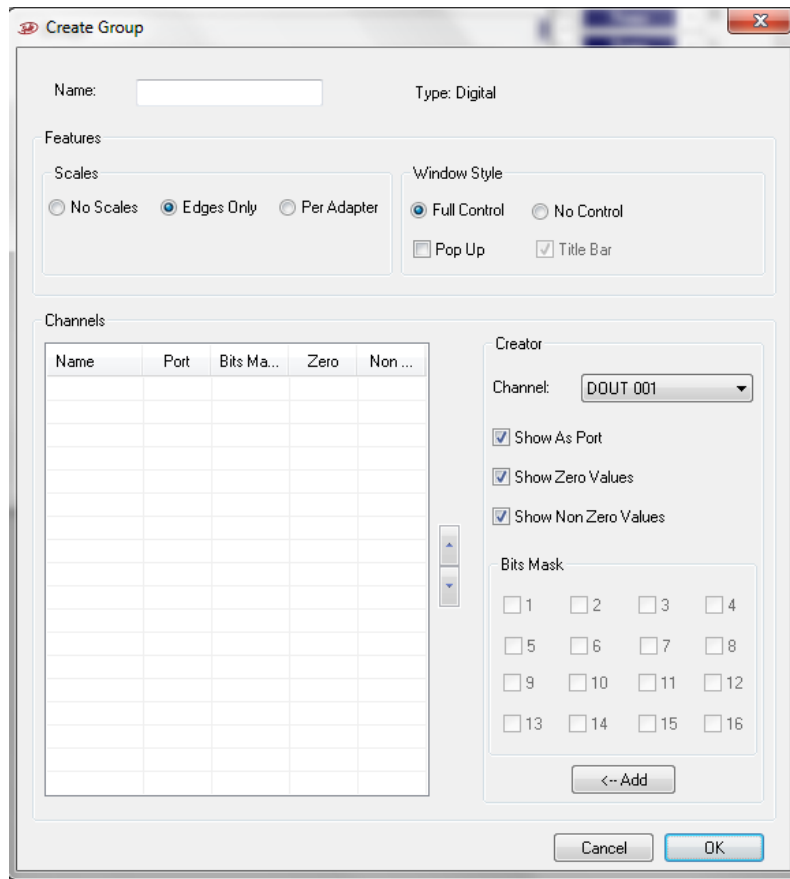 Create Group
Name:
Type: Digital
Features
Scales
No Scales Edges Only Per Adapter
Window Style
Full Control No Control
Pop Up Title Bar
Channels
Name Port Bits Ma... Zero Non ...
Creator
Channel: DOUT 001
Show As Port
Show Zero Values
Show Non Zero Values
Bits Mask
1 2 3 4
5 6 7 8
9 10 11 12
13 14 15 16
<-- Add
Cancel OK